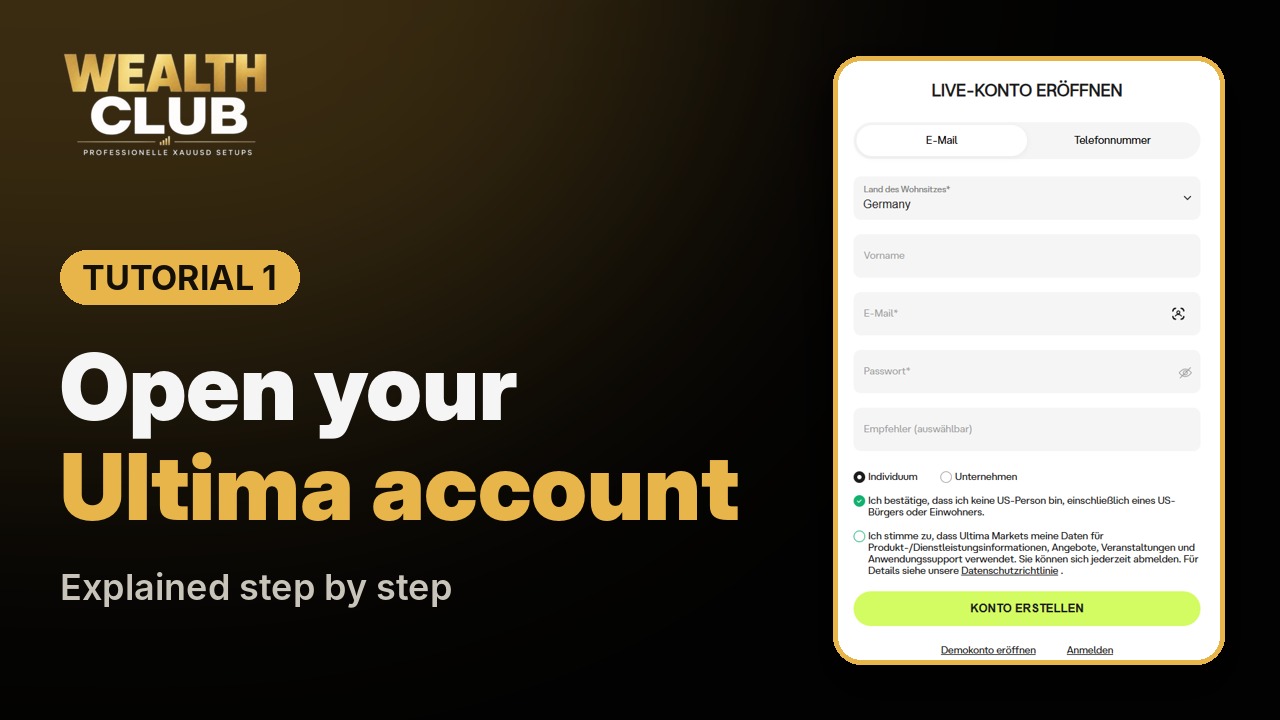 WEALTH
CLUB
PROFESSIONELLE XAUUSD SETUPS
TUTORIAL 1
Open your
Ultima account
Explained step by step
LIVE-KONTO ERÖFFNEN
E-Mail
Telefonnummer
Land des Wohnsitzes*
Germany
Vorname
E-Mail*
Passwort*
Empfehler (auswählbar)
Individuum
Unternehmen
Ich bestätige, dass ich keine US-Person bin, einschließlich eines US-
Bürgers oder Einwohners.
Ich stimme zu, dass Ultima Markets meine Daten für
Produkt-/Dienstleistungsinformationen, Angebote, Veranstaltungen und
Anwendungssupport verwendet. Sie können sich jederzeit abmelden. Für
Details siehe unsere Datenschutzrichtlinie .
KONTO ERSTELLEN
Demokonto eröffnen
Anmelden